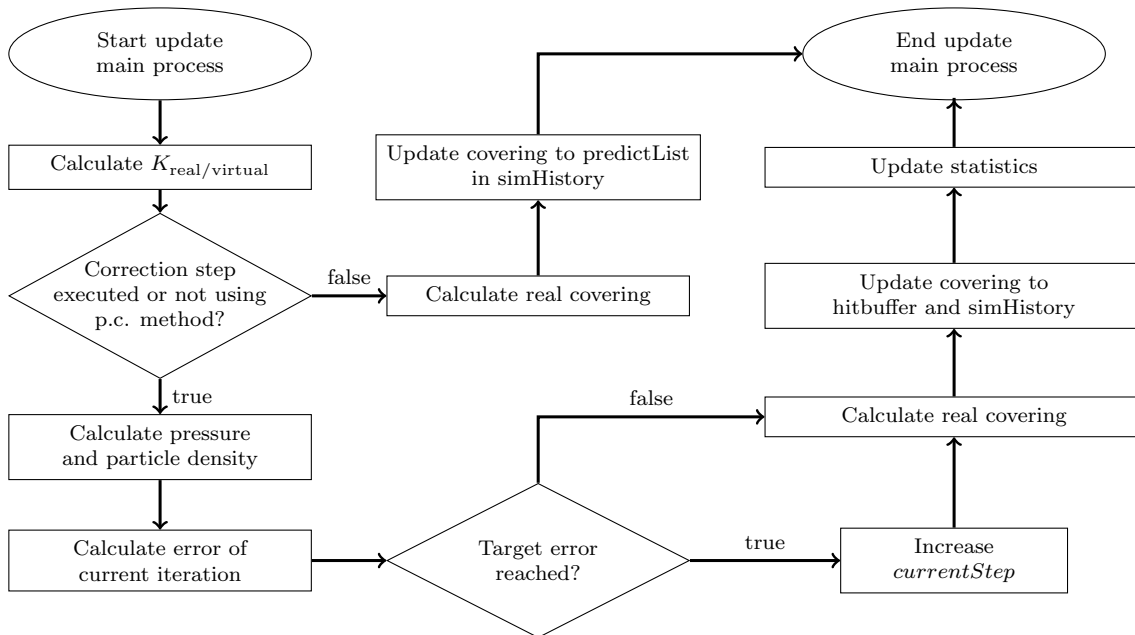 Start update
main process
End update
main process
Calculate K_real/virtual
Update covering to predictList
in simHistory
Update statistics
Correction step
executed or not using
p.c. method?
false
Calculate real covering
Update covering to
hitbuffer and simHistory
true
Calculate pressure
and particle density
false
Calculate real covering
Calculate error of
current iteration
Target error
reached?
true
Increase
currentStep